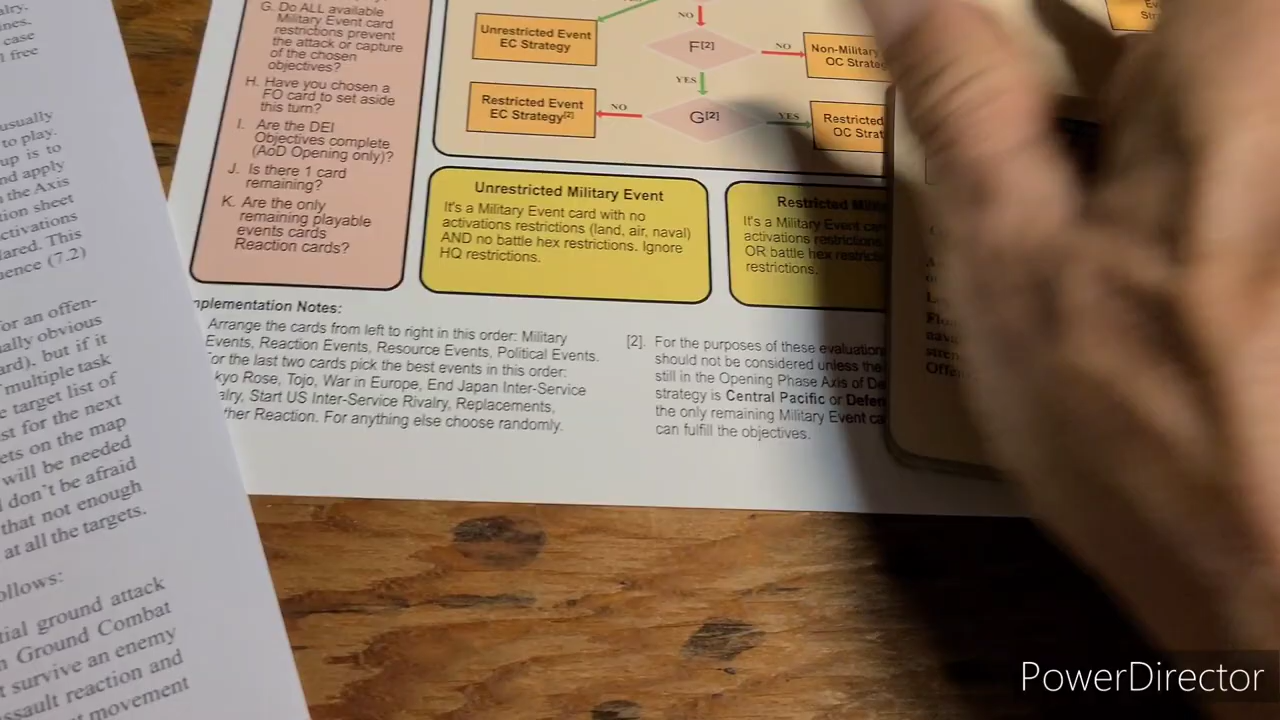 alry.
ines,
case
l free
usually
to play.
up is to
nd apply
the Axis
tion sheet
ctivations
lared. This
uence (7.2)
for an offen-
ally obvious
ard), but if it
multiple task
e target list of
st for the next
ets on the map
will be needed
don't be afraid
that not enough
at all the targets.
ollows:
tial ground attack
n Ground Combat
t survive an enemy
ssault reaction and
t movement
G. Do ALL available
Military Event card
restrictions prevent
the attack or capture
of the chosen
objectives?
H. Have you chosen a
FO card to set aside
this turn?
I. Are the DEI
Objectives complete
(AoD Opening only)?
J. Is there 1 card
remaining?
K. Are the only
remaining playable
events cards
Reaction cards?
Unrestricted Event
EC Strategy
NO
F[2]
NO
Non-Military
OC Strate
YES
Restricted Event
EC Strategy[2]
NO
G[2]
YES
Restricted
OC Strat
Unrestricted Military Event
It's a Military Event card with no
activations restrictions (land, air, naval)
AND no battle hex restrictions. Ignore
HQ restrictions.
Restricted Mili
It's a Military Event car
activations restrictions
OR battle hex restricti
restrictions.
mplementation Notes:
Arrange the cards from left to right in this order: Military
Events, Reaction Events, Resource Events, Political Events.
For the last two cards pick the best events in this order:
kyo Rose, Tojo, War in Europe, End Japan Inter-Service
alry, Start US Inter-Service Rivalry, Replacements,
ther Reaction. For anything else choose randomly.
[2]. For the purposes of these evaluation
should not be considered unless the
still in the Opening Phase Axis of De
strategy is Central Pacific or Defen
the only remaining Military Event ca
can fulfill the objectives.
PowerDirector